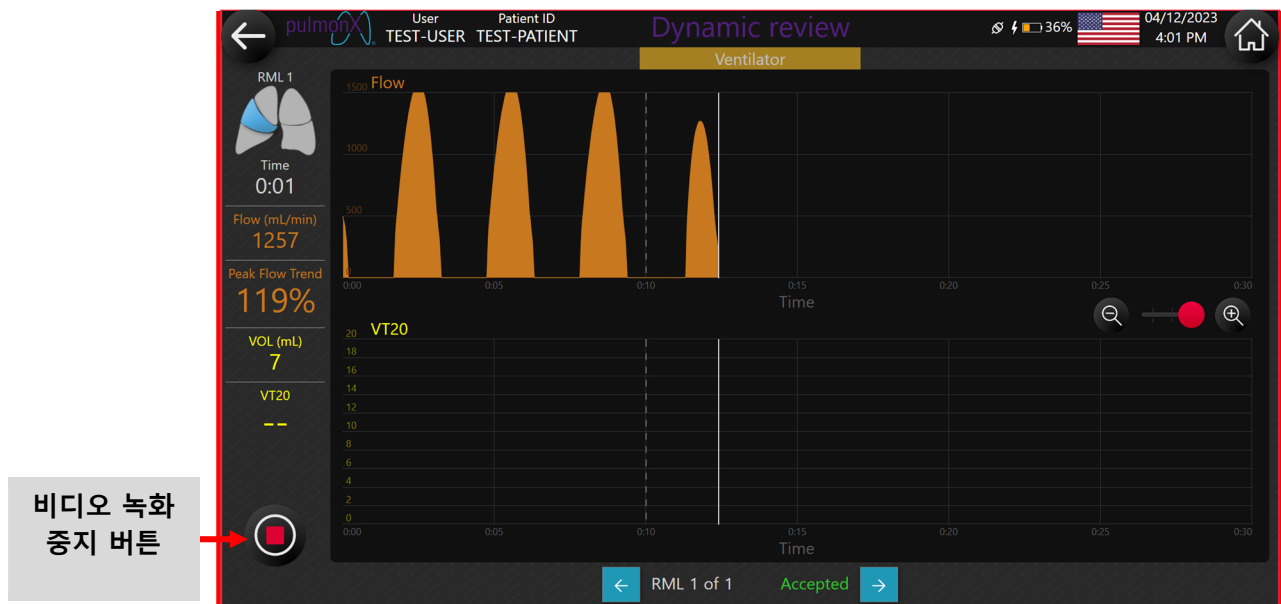 pulmonX
User
TEST-USER
Patient ID
TEST-PATIENT
Dynamic review
36%
04/12/2023
4:01 PM
Ventilator
RML 1
Time
0:01
Flow (mL/min)
1257
Peak Flow Trend
119%
VOL (mL)
7
VT20
--
비디오 녹화
중지 버튼
Flow
1500
1000
500
0
0:00 0:05 0:10 0:15 0:20 0:25 0:30
Time
VT20
20
18
16
14
12
10
8
6
4
2
0
0:00 0:05 0:10 0:15 0:20 0:25 0:30
Time
RML 1 of 1 Accepted